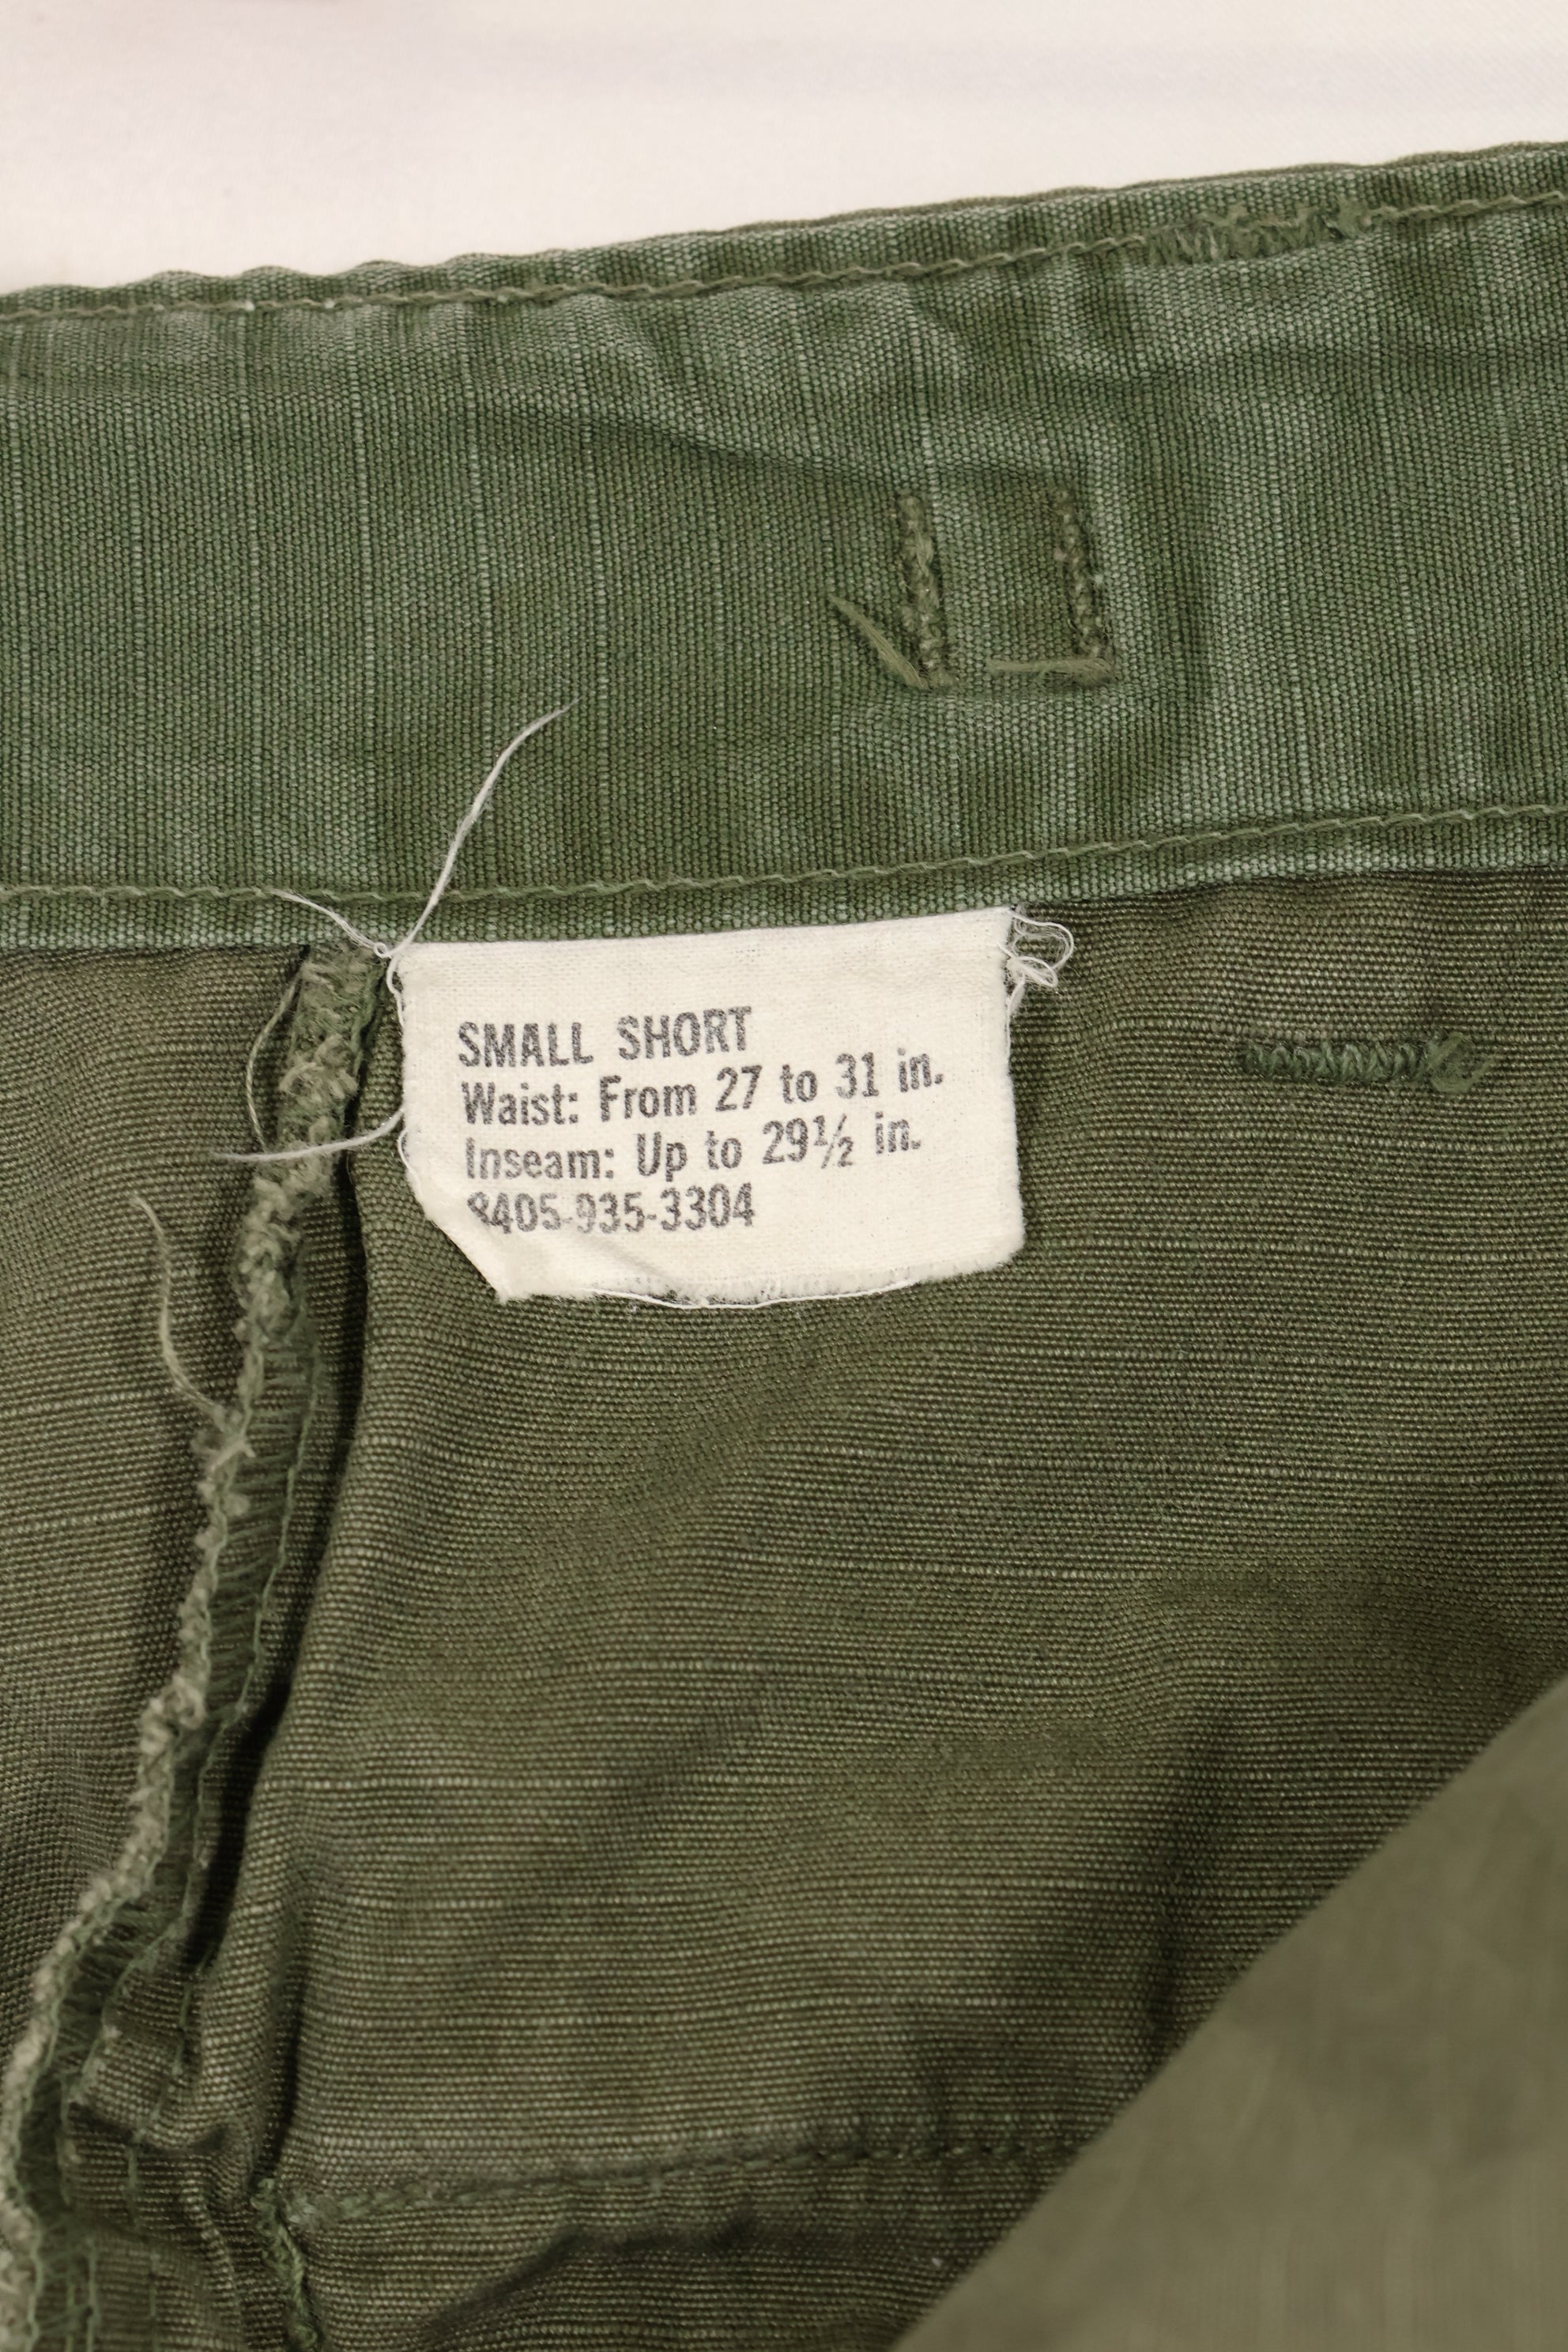 SMALL SHORT
Waist: From 27 to 31 in.
Inseam: Up to 29½ in.
8405-935-3304